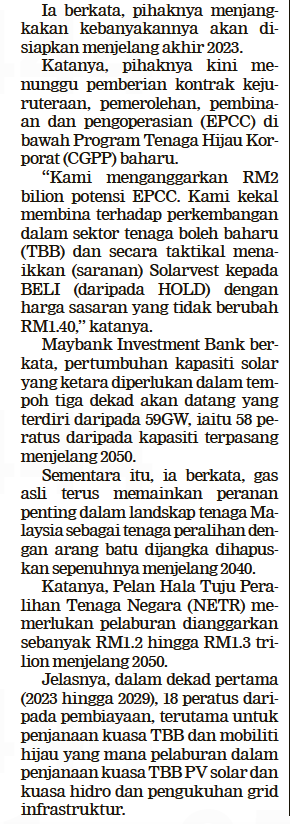 Ia berkata, pihaknya menjang-
kakan kebanyakannya akan di-
siapkan menjelang akhir 2023.
Katanya, pihaknya kini me-
nunggu pemberian kontrak keju-
ruteraan, pemerolehan, pembina-
an dan pengoperasian (EPCC) di
bawah Program Tenaga Hijau Kor-
porat (CGPP) baharu.
“Kami menganggarkan RM2
bilion potensi EPCC. Kami kekal
membina terhadap perkembangan
dalam sektor tenaga boleh baharu
(TBB) dan secara taktikal mena-
ikkan (saranan) Solarvest kepada
BELI (daripada HOLD) dengan
harga sasaran yang tidak berubah
RM1.40,” katanya.
Maybank Investment Bank ber-
kata, pertumbuhan kapasiti solar
yang ketara diperlukan dalam tem-
poh tiga dekad akan datang yang
terdiri daripada 59GW, iaitu 58 pe-
ratus daripada kapasiti terpasang
menjelang 2050.
Sementara itu, ia berkata, gas
asli terus memainkan peranan
penting dalam landskap tenaga Ma-
laysia sebagai tenaga peralihan den-
gan arang batu dijangka dihapus-
kan sepenuhnya menjelang 2040.
Katanya, Pelan Hala Tuju Pera-
lihan Tenaga Negara (NETR) me-
merlukan pelaburan dianggarkan
sebanyak RM1.2 hingga RM1.3 tri-
lion menjelang 2050.
Jelasnya, dalam dekad pertama
(2023 hingga 2029), 18 peratus dari-
pada pembiayaan, terutama untuk
penjanaan kuasa TBB dan mobiliti
hijau yang mana pelaburan dalam
penjanaan kuasa TBB PV solar dan
kuasa hidro dan pengukuhan grid
infrastruktur.